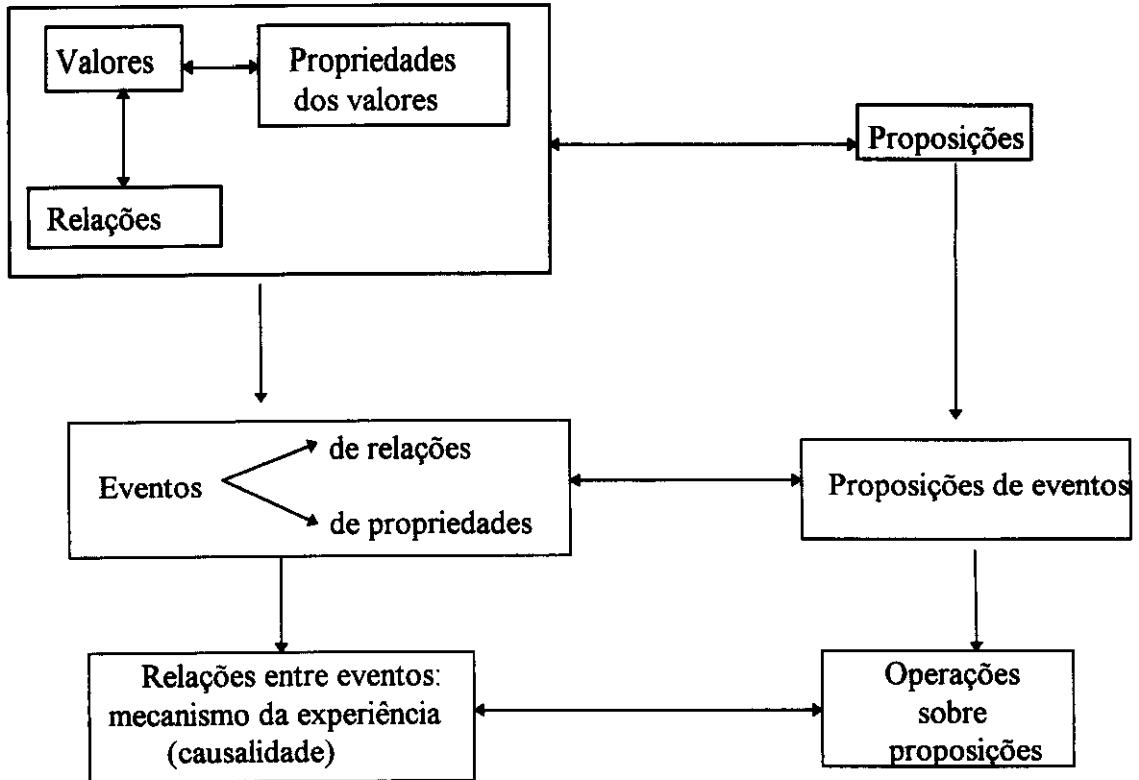 Valores
Propriedades
dos valores
Relações
Proposições
Eventos
de relações
de propriedades
Proposições de eventos
Relações entre eventos:
mecanismo da experiência
(causalidade)
Operações
sobre
proposições